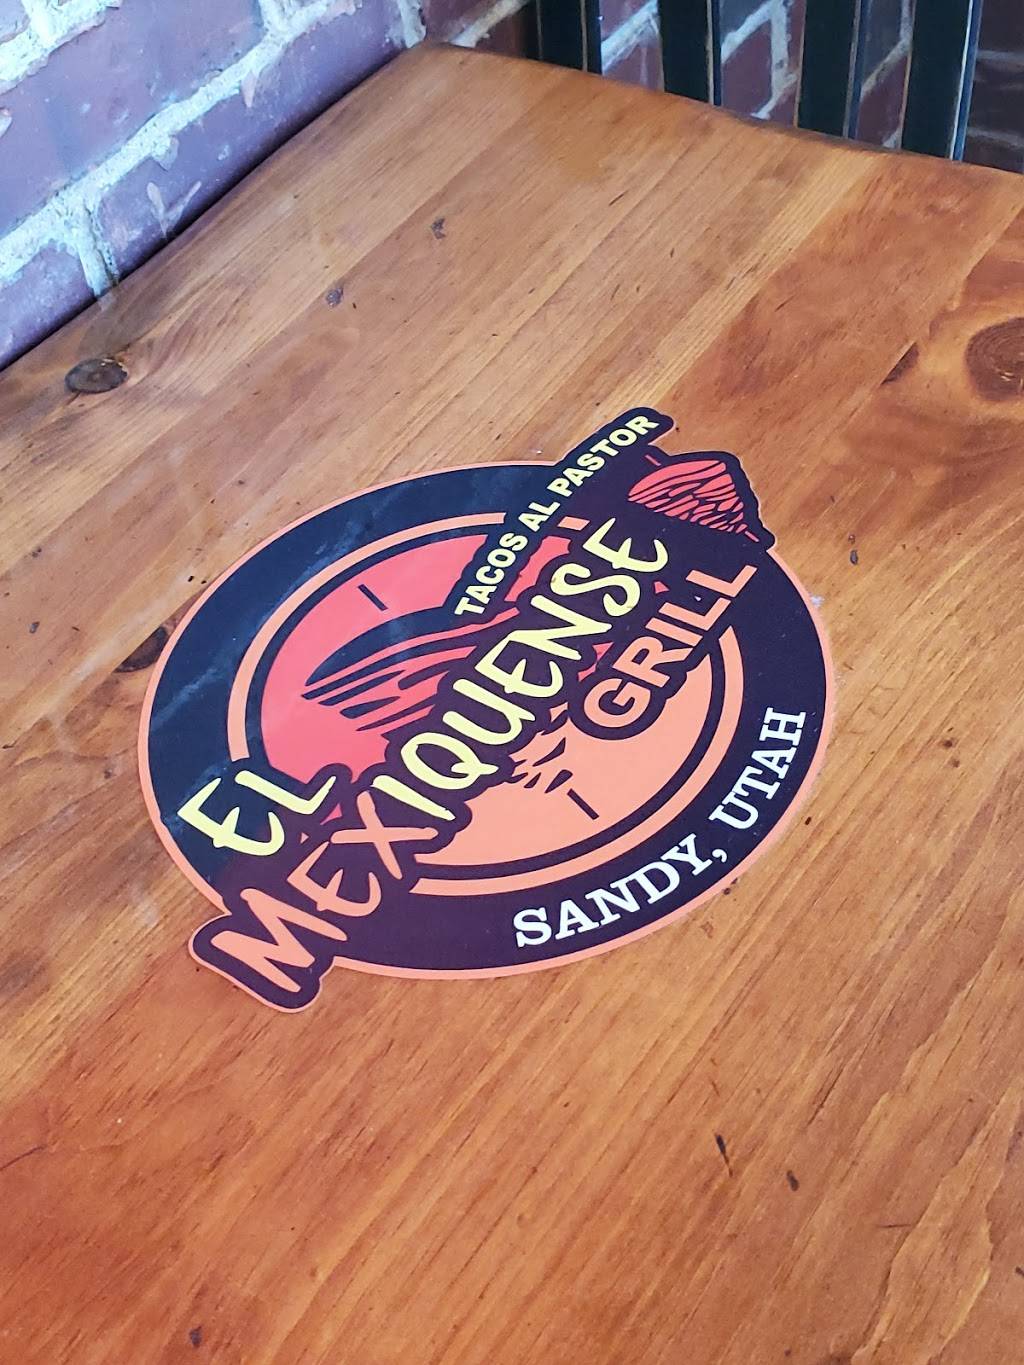 TACOS AL PASTOR
EL
MEXIQUENSE
GRILL
SANDY, UTAH